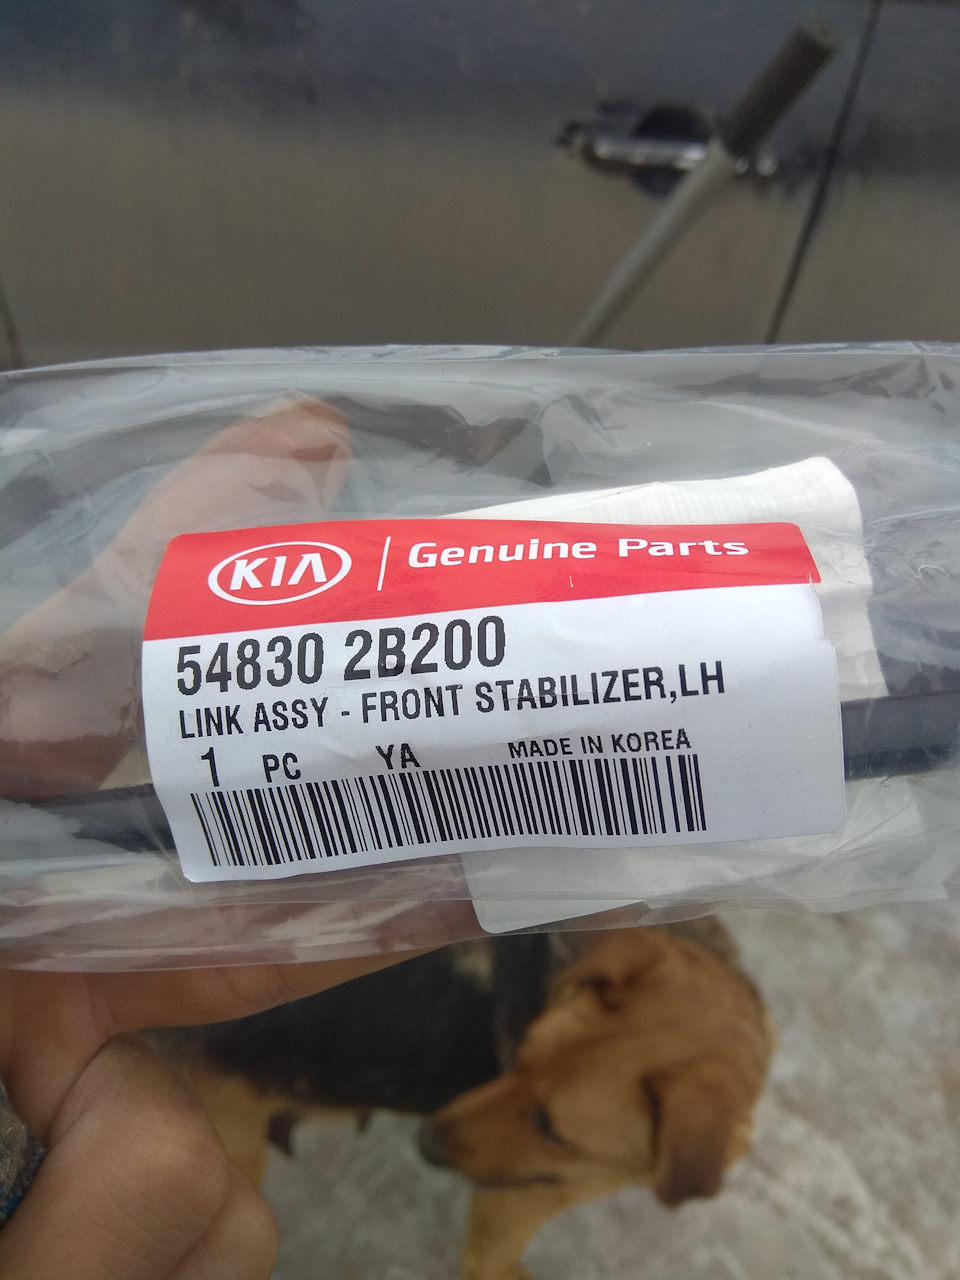 KIA Genuine Parts
54830 2B200
LINK ASSY - FRONT STABILIZER,LH
1 PC YA MADE IN KOREA